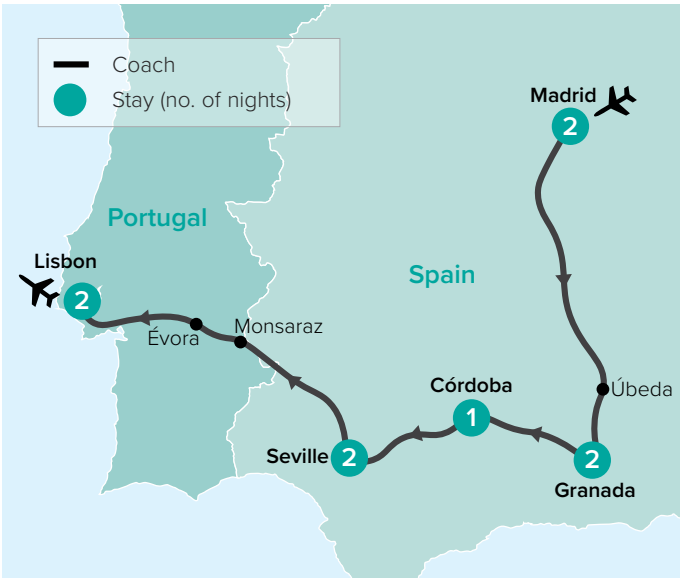 Coach
Stay (no. of nights)
Madrid
2
Portugal
Lisbon
2
Spain
Évora
Monsaraz
Córdoba
1
Úbeda
Seville
2
2
Granada